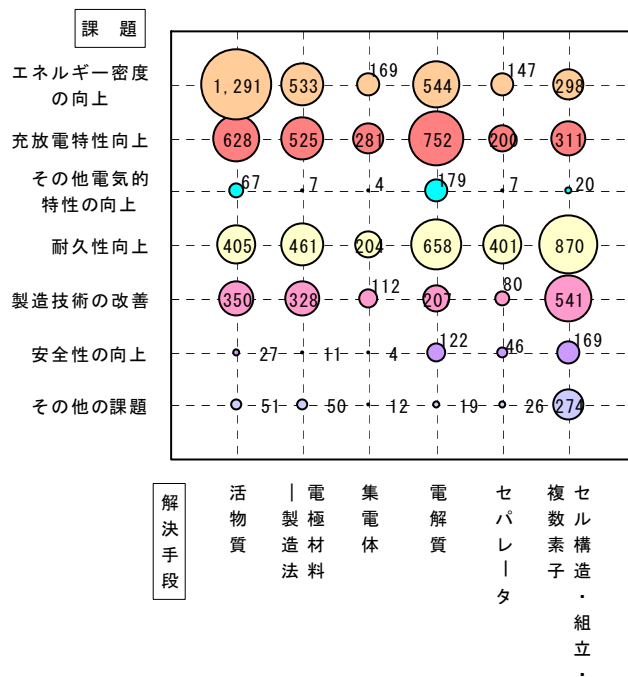 課 題
エネルギー密度
の向上
1,291 533 169 544 147 298
充放電特性向上
628 525 281 752 200 311
その他電気的
特性の向上
67 7 4 179 7 20
耐久性向上
405 461 204 658 401 870
製造技術の改善
350 328 112 207 80 541
安全性の向上
27 11 4 122 46 169
その他の課題
51 50 12 19 26 274
解決手段
活物質
電極材料
ー製造法
集電体
電解質
セパレータ
セル構造・組立・
複数素子